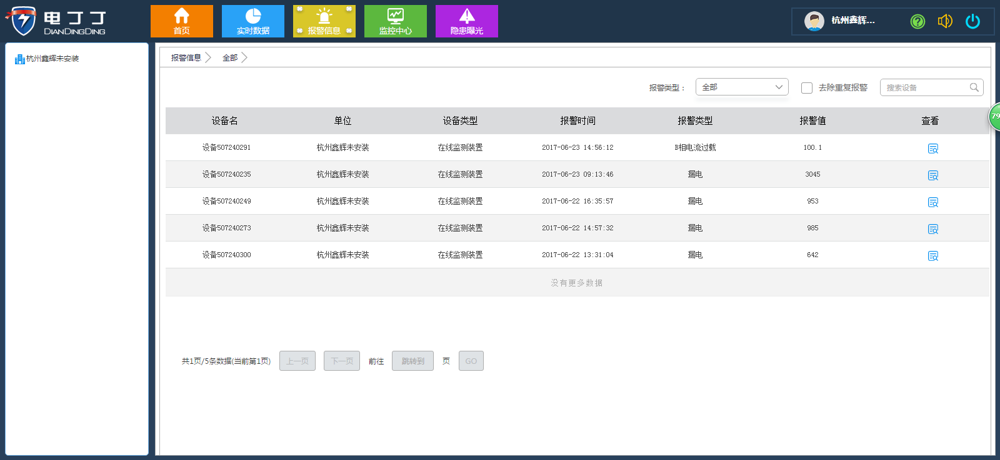 电丁丁
DIANDINGDING
首页
实时数据
报警信息
监控中心
隐患曝光
杭州鑫辉...
杭州鑫辉未安装
报警信息 全部
报警类型： 全部 去除重复报警 搜索设备
79
设备名 单位 设备类型 报警时间 报警类型 报警值 查看
设备507240291 杭州鑫辉未安装 在线监测装置 2017-06-23 14:56:12 B相电流过载 100.1
设备507240235 杭州鑫辉未安装 在线监测装置 2017-06-23 09:13:46 漏电 3045
设备507240249 杭州鑫辉未安装 在线监测装置 2017-06-22 16:35:57 漏电 953
设备507240273 杭州鑫辉未安装 在线监测装置 2017-06-22 14:57:32 漏电 985
设备507240300 杭州鑫辉未安装 在线监测装置 2017-06-22 13:31:04 漏电 642
没有更多数据
共1页/5条数据(当前第1页) 上一页 下一页 前往 跳转到 页 GO